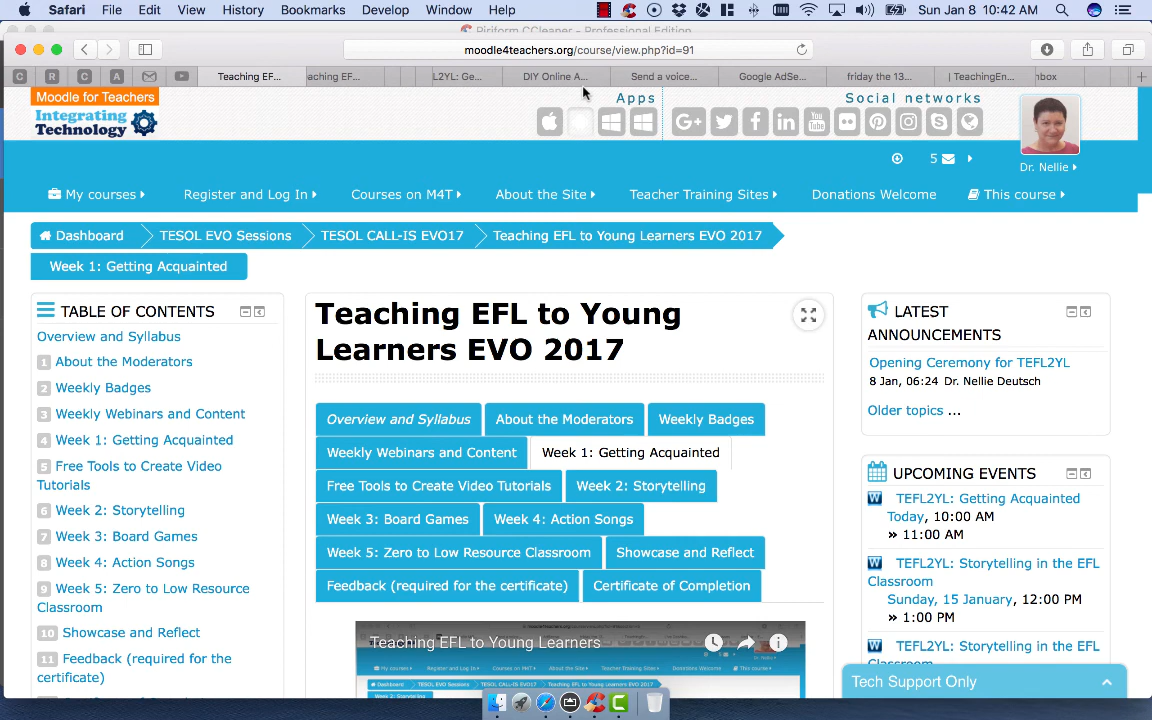 Safari File Edit View History Bookmarks Develop Window Help Sun Jan 8 10:42 AM
Piriform CCleaner - Professional Edition
moodle4teachers.org/course/view.php?id=91
C R C A Teaching EF... eaching EF... L2YL: Ge... DIY Online A... Send a voice... Google AdSe... friday the 13... | TeachingEn... nbox
Moodle for Teachers
Integrating
Technology
Apps
Social networks
You
Tube
5
Dr. Nellie
My courses Register and Log In Courses on M4T About the Site Teacher Training Sites Donations Welcome This course
Dashboard TESOL EVO Sessions TESOL CALL-IS EVO17 Teaching EFL to Young Learners EVO 2017
Week 1: Getting Acquainted
TABLE OF CONTENTS
Overview and Syllabus
1 About the Moderators
2 Weekly Badges
3 Weekly Webinars and Content
4 Week 1: Getting Acquainted
5 Free Tools to Create Video
Tutorials
6 Week 2: Storytelling
7 Week 3: Board Games
8 Week 4: Action Songs
9 Week 5: Zero to Low Resource
Classroom
10 Showcase and Reflect
11 Feedback (required for the
certificate)
Teaching EFL to Young
Learners EVO 2017
Overview and Syllabus About the Moderators Weekly Badges
Weekly Webinars and Content Week 1: Getting Acquainted
Free Tools to Create Video Tutorials Week 2: Storytelling
Week 3: Board Games Week 4: Action Songs
Week 5: Zero to Low Resource Classroom Showcase and Reflect
Feedback (required for the certificate) Certificate of Completion
Teaching EFL to Young Learners
LATEST
ANNOUNCEMENTS
Opening Ceremony for TEFL2YL
8 Jan, 06:24 Dr. Nellie Deutsch
Older topics ...
UPCOMING EVENTS
TEFL2YL: Getting Acquainted
Today, 10:00 AM
» 11:00 AM
TEFL2YL: Storytelling in the EFL
Classroom
Sunday, 15 January, 12:00 PM
» 1:00 PM
TEFL2YL: Storytelling in the EFL
Classroom
Tech Support Only